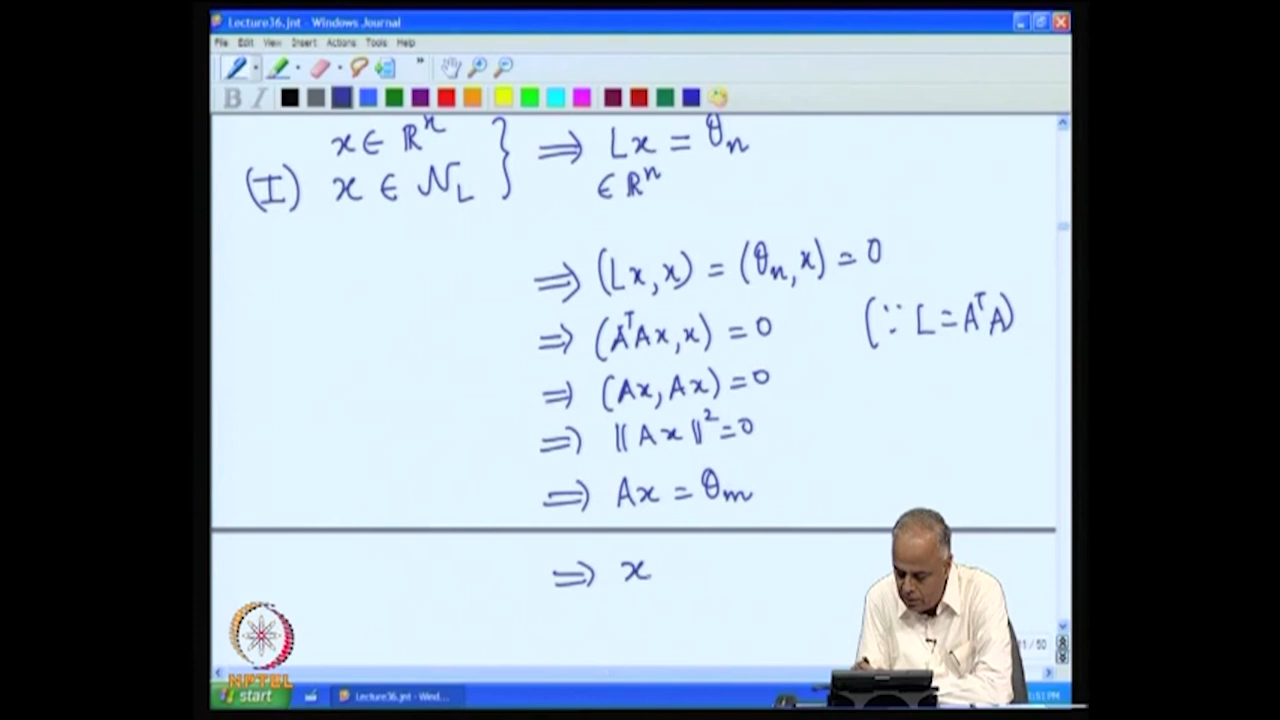 Lecture36.jnt - Windows Journal
File Edit View Insert Actions Tools Help
B I
x ∈ ℝⁿ } ⟹ Lx = θₙ
(I) x ∈ 𝒩_L ∈ ℝⁿ
⟹ (Lx, x) = (θₙ, x) = 0
⟹ (AᵀAx, x) = 0 (∵ L = AᵀA)
⟹ (Ax, Ax) = 0
⟹ ‖Ax‖² = 0
⟹ Ax = θₘ
⟹ x
NPTEL
start Lecture36.jnt - Wind...